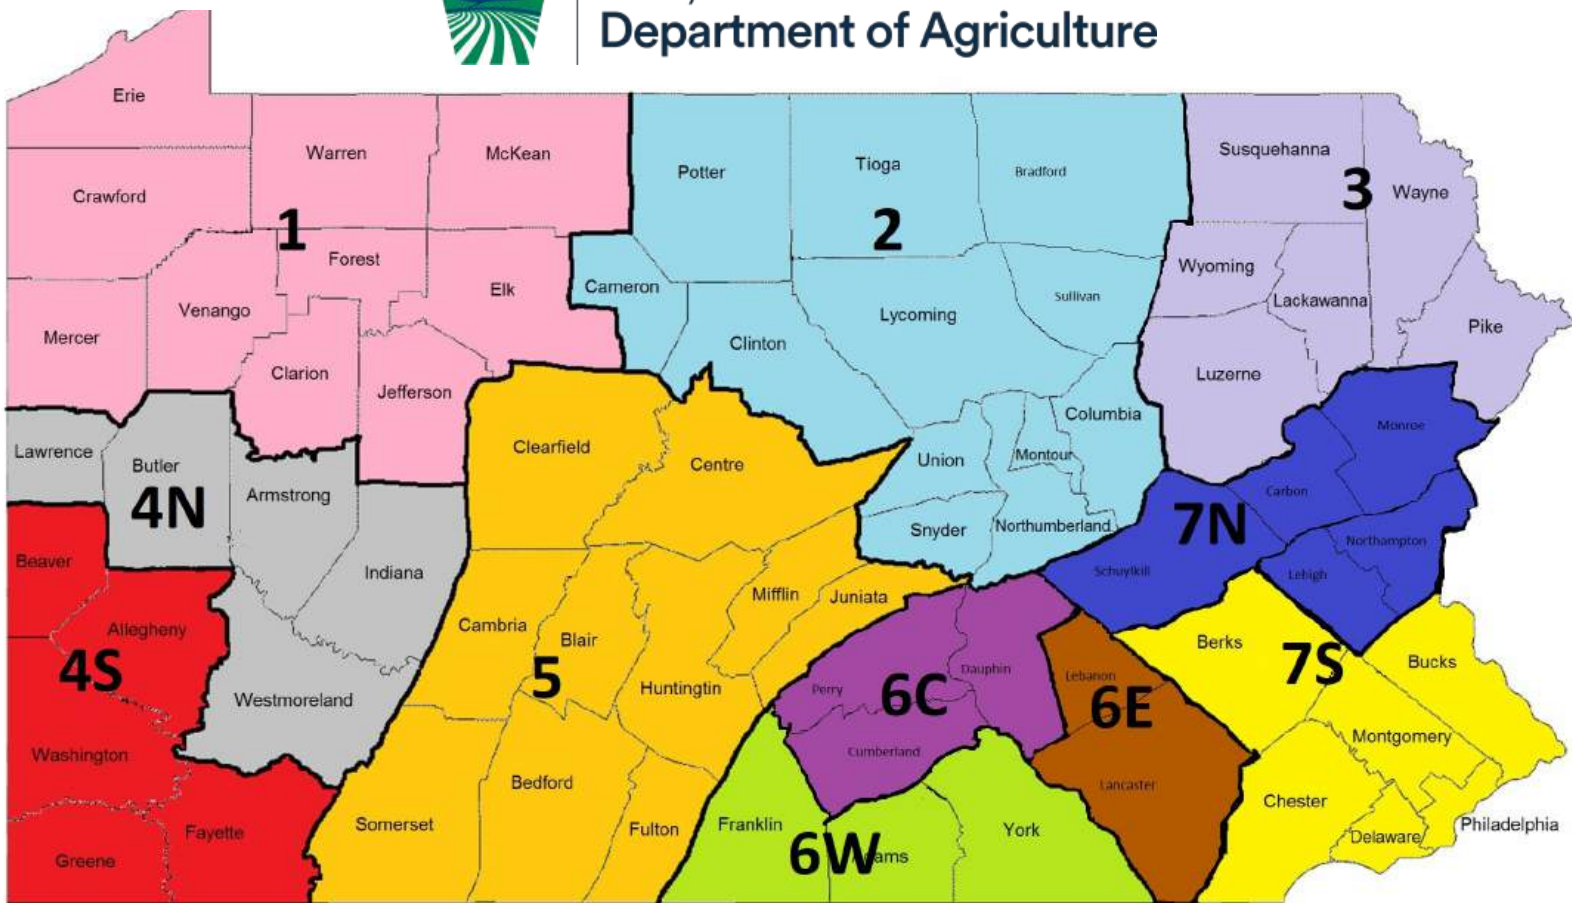 Department of Agriculture
Erie
Warren
McKean
Crawford
1
Forest
Elk
Venango
Mercer
Clarion
Jefferson
Potter
Tioga
Bradford
2
Cameron
Sullivan
Lycoming
Clinton
Columbia
Union
Montour
Snyder
Northumberland
Susquehanna
3
Wayne
Wyoming
Lackawanna
Pike
Luzerne
Lawrence
Butler
4N
Armstrong
Indiana
Westmoreland
Beaver
Allegheny
4S
Washington
Fayette
Greene
Clearfield
Centre
Mifflin
Juniata
Cambria
Blair
5
Huntingtin
Bedford
Somerset
Fulton
Perry
6C
Dauphin
Cumberland
Lebanon
6E
Lancaster
Franklin
6W
York
Monroe
Carbon
7N
Northampton
Schuylkill
Lehigh
Berks
7S
Bucks
Montgomery
Chester
Delaware
Philadelphia